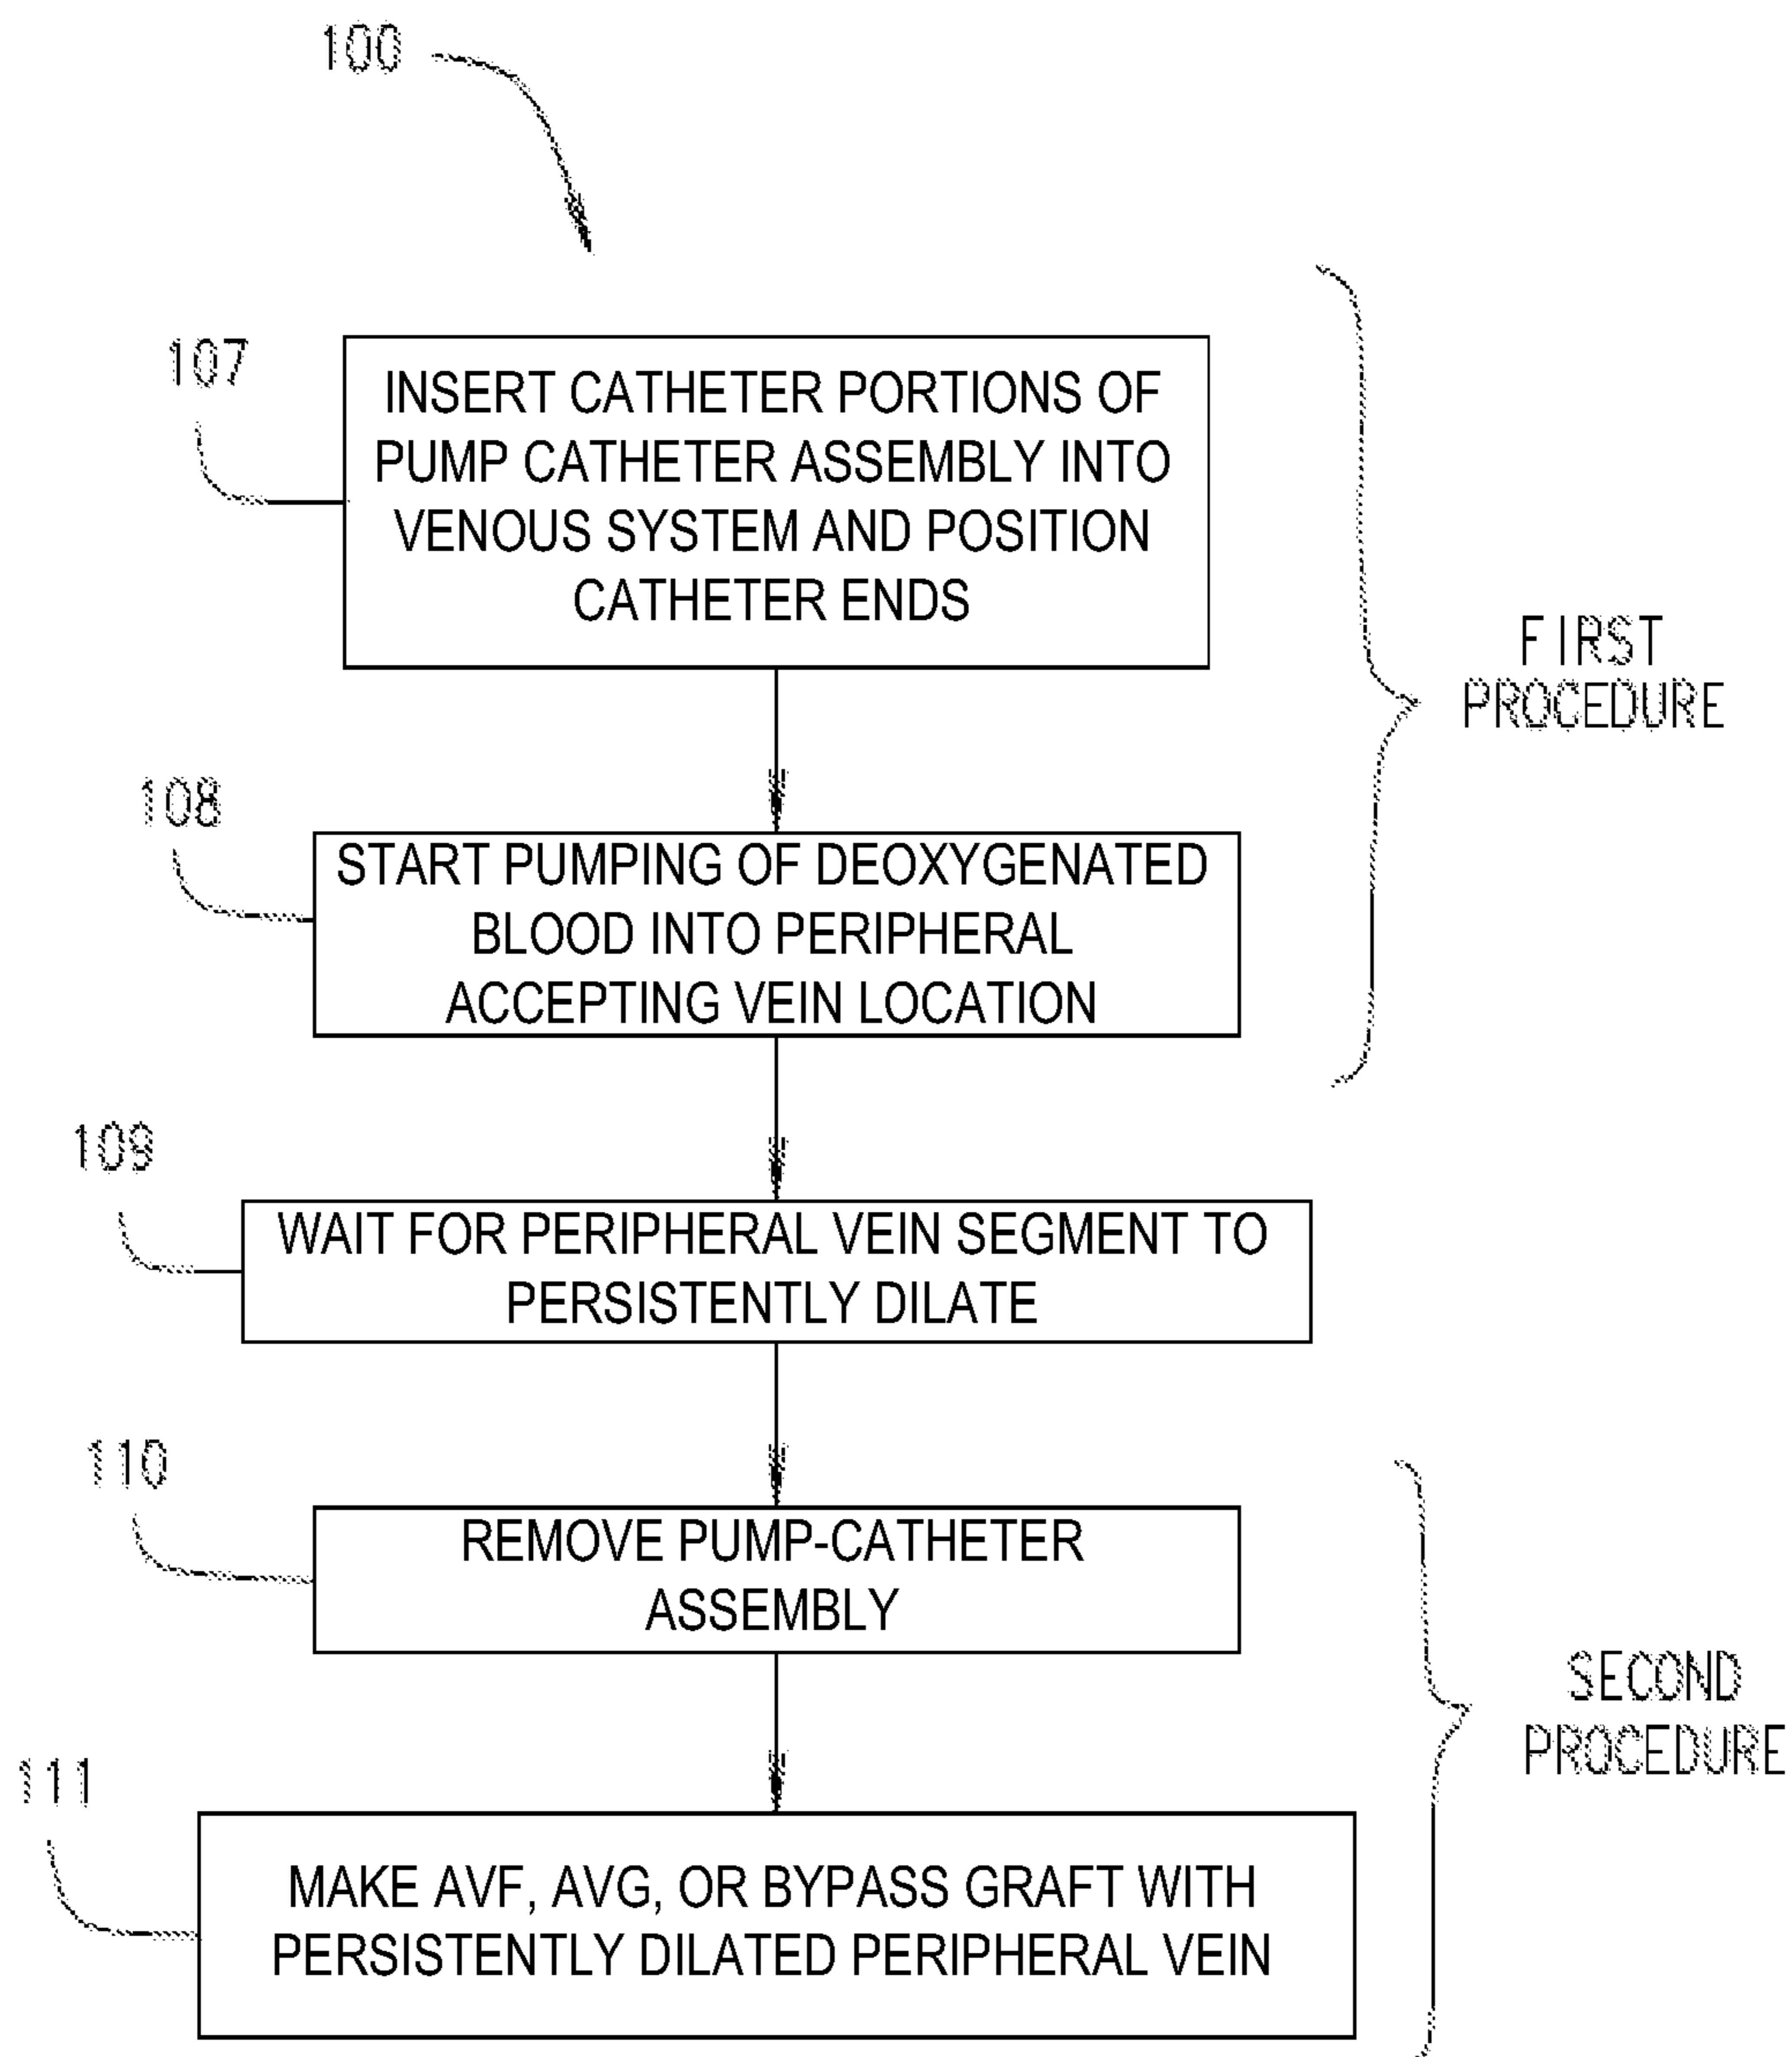 100
107
INSERT CATHETER PORTIONS OF
PUMP CATHETER ASSEMBLY INTO
VENOUS SYSTEM AND POSITION
CATHETER ENDS
FIRST
PROCEDURE
108
START PUMPING OF DEOXYGENATED
BLOOD INTO PERIPHERAL
ACCEPTING VEIN LOCATION
109
WAIT FOR PERIPHERAL VEIN SEGMENT TO
PERSISTENTLY DILATE
110
REMOVE PUMP-CATHETER
ASSEMBLY
SECOND
PROCEDURE
111
MAKE AVF, AVG, OR BYPASS GRAFT WITH
PERSISTENTLY DILATED PERIPHERAL VEIN